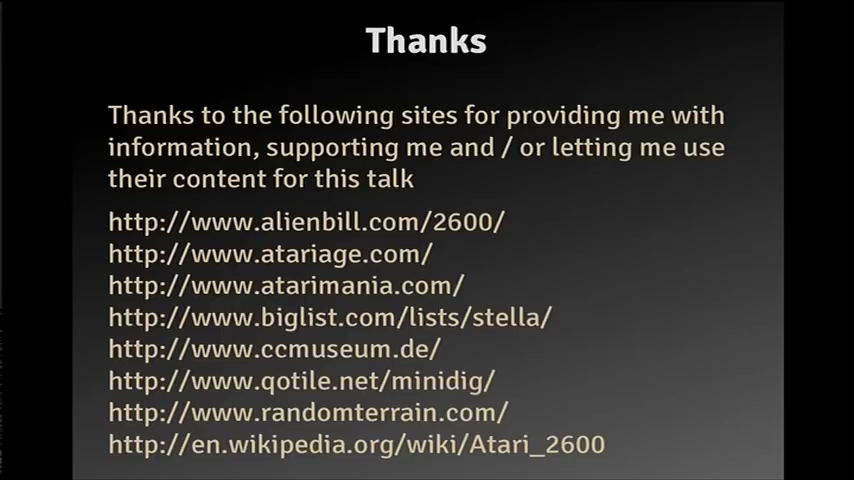 Thanks
Thanks to the following sites for providing me with
information, supporting me and / or letting me use
their content for this talk
http://www.alienbill.com/2600/
http://www.atariage.com/
http://www.atarimania.com/
http://www.biglist.com/lists/stella/
http://www.ccmuseum.de/
http://www.qotile.net/minidig/
http://www.randomterrain.com/
http://en.wikipedia.org/wiki/Atari_2600